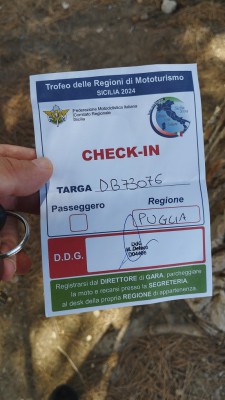 Trofeo delle Regioni di Mototurismo
SICILIA 2024
Federazione Motociclistica Italiana
Comitato Regionale
Sicilia
CHECK-IN
TARGA DB73076
Passeggero
Regione
PUGLIA
D.D.G.
Registrarsi dal DIRETTORE di GARA, parcheggiare
la moto e recarsi presso la SEGRETERIA,
al desk della propria REGIONE di appartenenza.